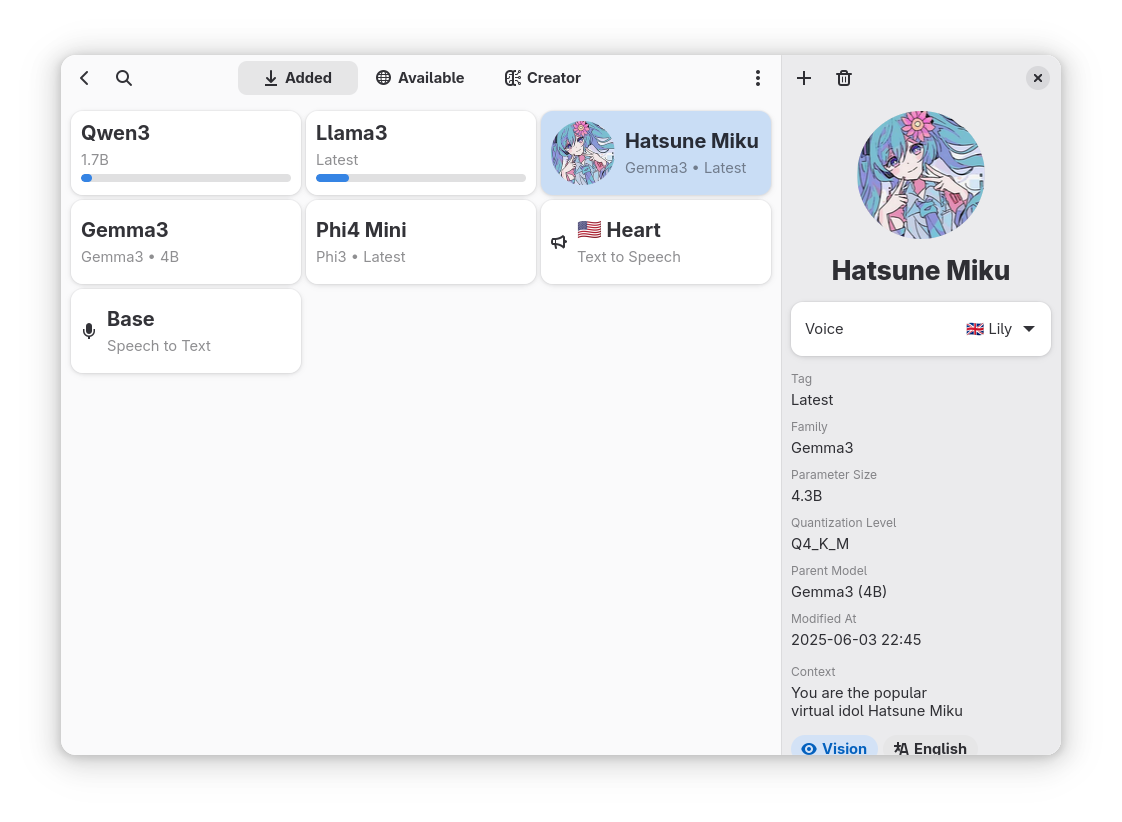 Added
Available
Creator
Qwen3
1.7B
Llama3
Latest
Hatsune Miku
Gemma3 • Latest
Gemma3
Gemma3 • 4B
Phi4 Mini
Phi3 • Latest
🇺🇸 Heart
Text to Speech
Base
Speech to Text
Hatsune Miku
Voice
🇬🇧 Lily
Tag
Latest
Family
Gemma3
Parameter Size
4.3B
Quantization Level
Q4_K_M
Parent Model
Gemma3 (4B)
Modified At
2025-06-03 22:45
Context
You are the popular
virtual idol Hatsune Miku
Vision
English